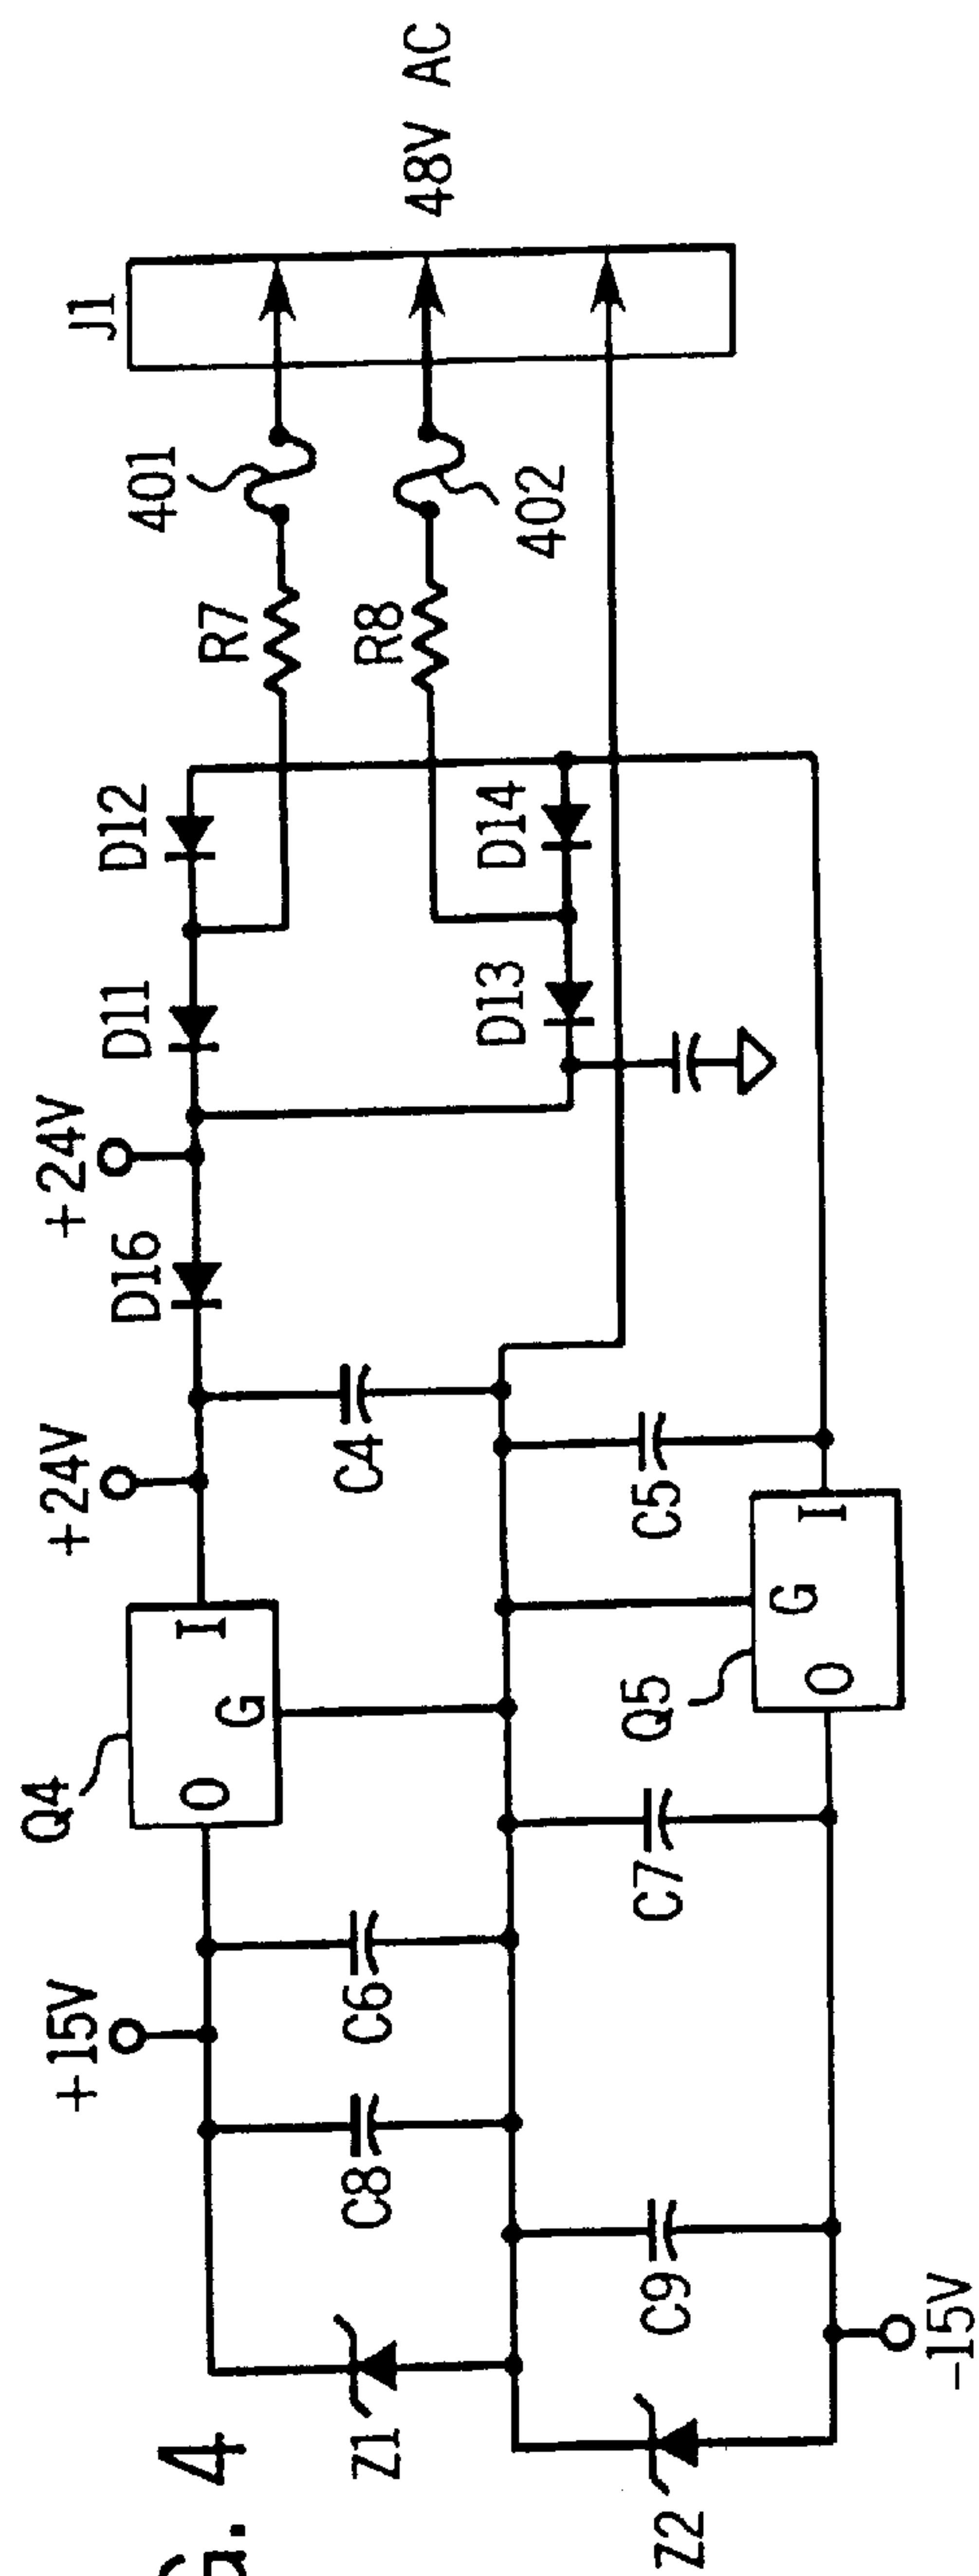 G. 4
Z1
Z2
C8
C9
+15V
-15V
C6
C7
Q4
O
G
I
Q5
O
G
I
+24V
C4
C5
D16
+24V
D11
D12
D13
D14
R7
R8
401
402
J1
48V AC